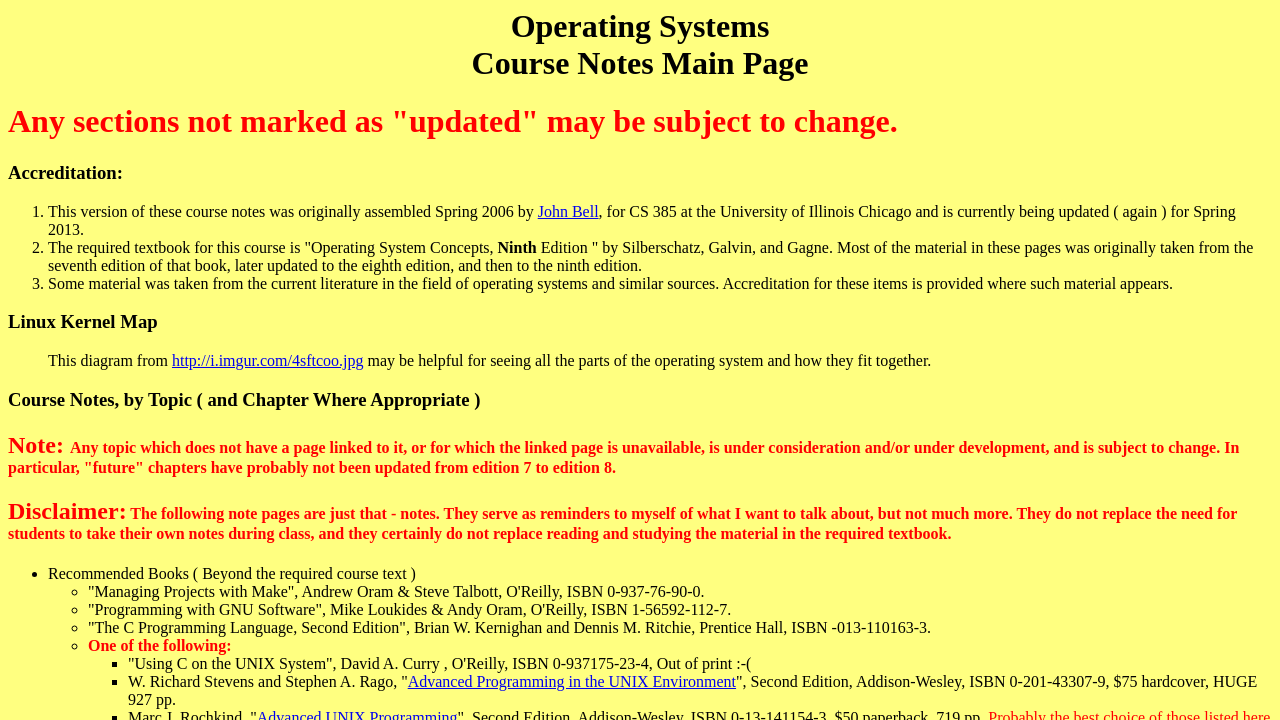 Operating Systems
Course Notes Main Page
Any sections not marked as "updated" may be subject to change.
Accreditation:
1. This version of these course notes was originally assembled Spring 2006 by John Bell, for CS 385 at the University of Illinois Chicago and is currently being updated ( again ) for Spring
2013.
2. The required textbook for this course is "Operating System Concepts, Ninth Edition " by Silberschatz, Galvin, and Gagne. Most of the material in these pages was originally taken from the
seventh edition of that book, later updated to the eighth edition, and then to the ninth edition.
3. Some material was taken from the current literature in the field of operating systems and similar sources. Accreditation for these items is provided where such material appears.
Linux Kernel Map
This diagram from http://i.imgur.com/4sftcoo.jpg may be helpful for seeing all the parts of the operating system and how they fit together.
Course Notes, by Topic ( and Chapter Where Appropriate )
Note: Any topic which does not have a page linked to it, or for which the linked page is unavailable, is under consideration and/or under development, and is subject to change. In
particular, "future" chapters have probably not been updated from edition 7 to edition 8.
Disclaimer: The following note pages are just that - notes. They serve as reminders to myself of what I want to talk about, but not much more. They do not replace the need for
students to take their own notes during class, and they certainly do not replace reading and studying the material in the required textbook.
Recommended Books ( Beyond the required course text )
"Managing Projects with Make", Andrew Oram & Steve Talbott, O'Reilly, ISBN 0-937-76-90-0.
"Programming with GNU Software", Mike Loukides & Andy Oram, O'Reilly, ISBN 1-56592-112-7.
"The C Programming Language, Second Edition", Brian W. Kernighan and Dennis M. Ritchie, Prentice Hall, ISBN -013-110163-3.
One of the following:
"Using C on the UNIX System", David A. Curry , O'Reilly, ISBN 0-937175-23-4, Out of print :-(
W. Richard Stevens and Stephen A. Rago, "Advanced Programming in the UNIX Environment", Second Edition, Addison-Wesley, ISBN 0-201-43307-9, $75 hardcover, HUGE
927 pp.
Marc J. Rochkind, "Advanced UNIX Programming", Second Edition, Addison-Wesley, ISBN 0-13-141154-3, $50 paperback, 719 pp. Probably the best choice of those listed here